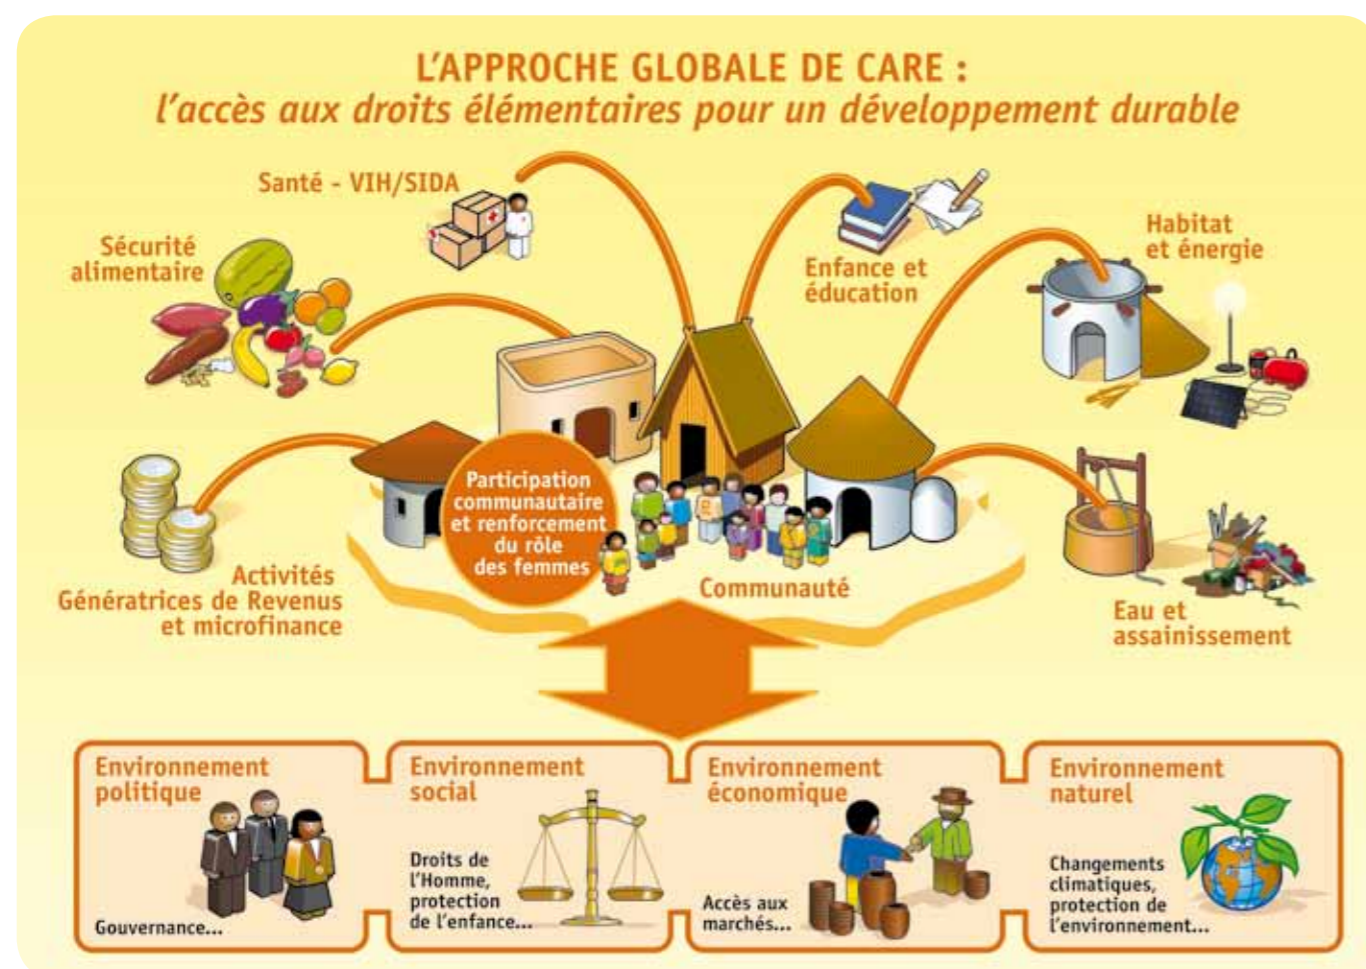 L'APPROCHE GLOBALE DE CARE :
l'accès aux droits élémentaires pour un développement durable
Santé - VIH/SIDA
Sécurité
alimentaire
Enfance et
éducation
Habitat
et énergie
Participation
communautaire
et renforcement
du rôle
des femmes
Activités
Génératrices de Revenus
et microfinance
Communauté
Eau et
assainissement
Environnement
politique
Gouvernance...
Environnement
social
Droits de
l'Homme,
protection
de l'enfance...
Environnement
économique
Accès aux
marchés...
Environnement
naturel
Changements
climatiques,
protection de
l'environnement...